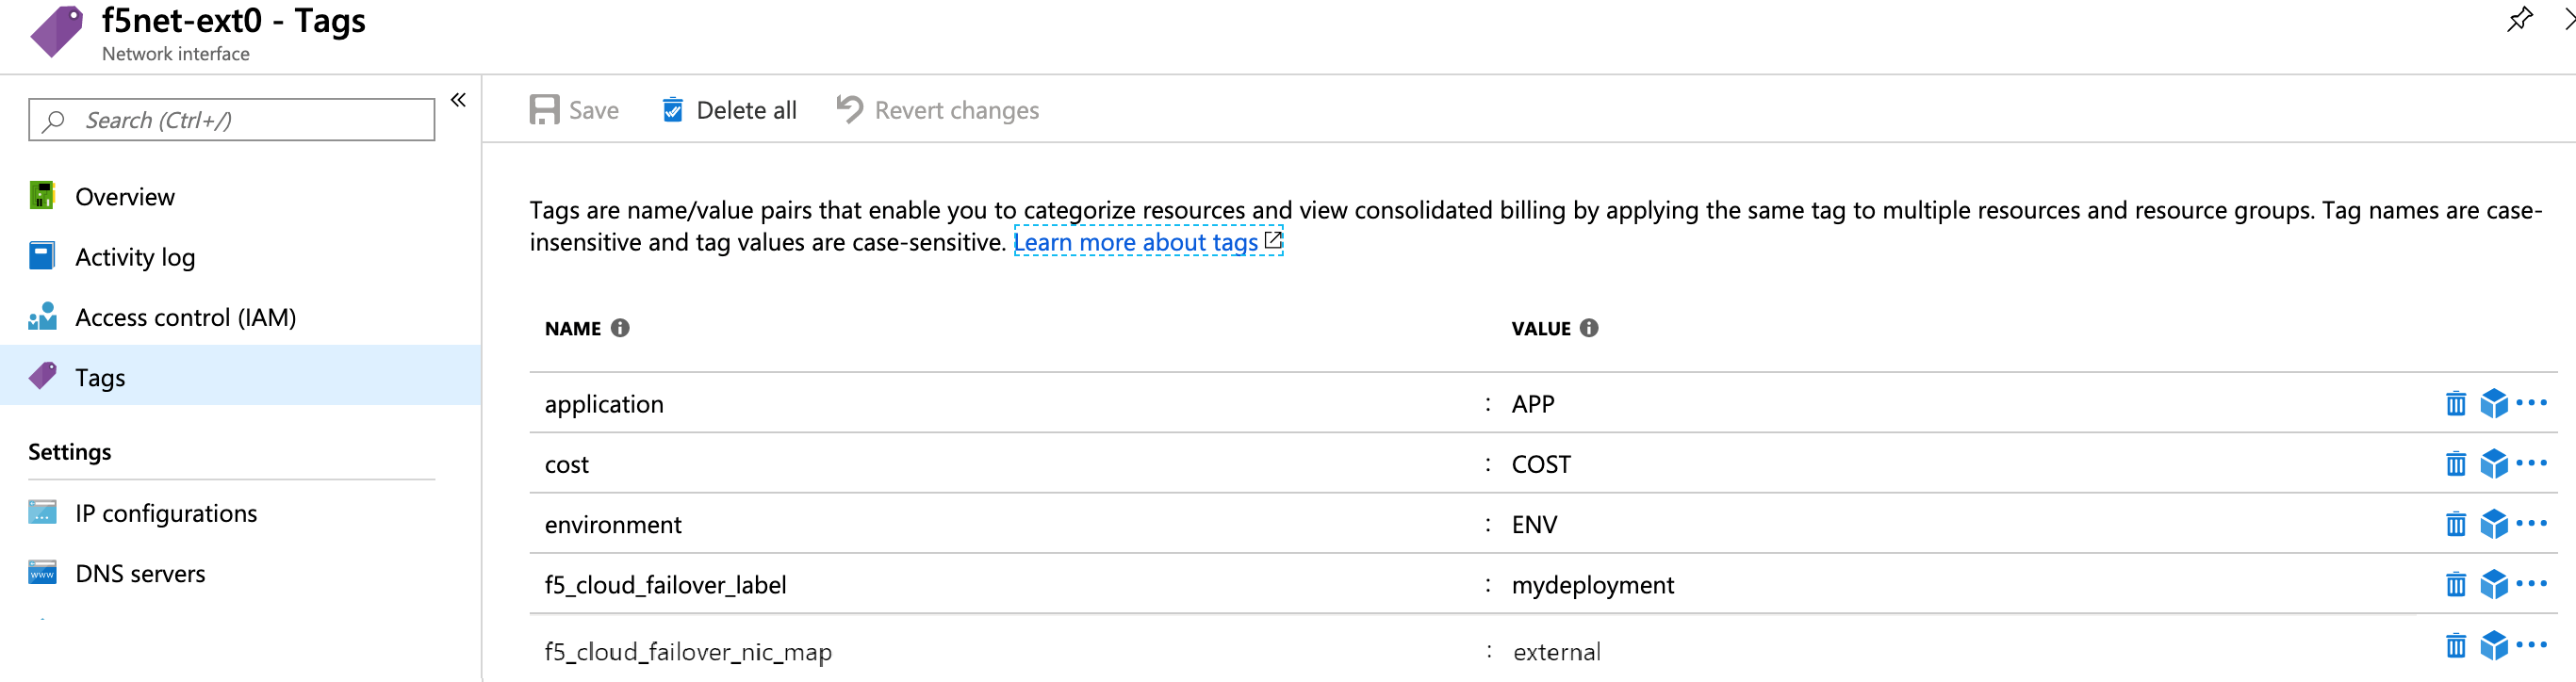 f5net-ext0 - Tags
Network interface
Search (Ctrl+/)
Overview
Activity log
Access control (IAM)
Tags
Settings
IP configurations
DNS servers
Save Delete all Revert changes
Tags are name/value pairs that enable you to categorize resources and view consolidated billing by applying the same tag to multiple resources and resource groups. Tag names are case-
insensitive and tag values are case-sensitive. Learn more about tags
NAME VALUE
application : APP
cost : COST
environment : ENV
f5_cloud_failover_label : mydeployment
f5_cloud_failover_nic_map : external